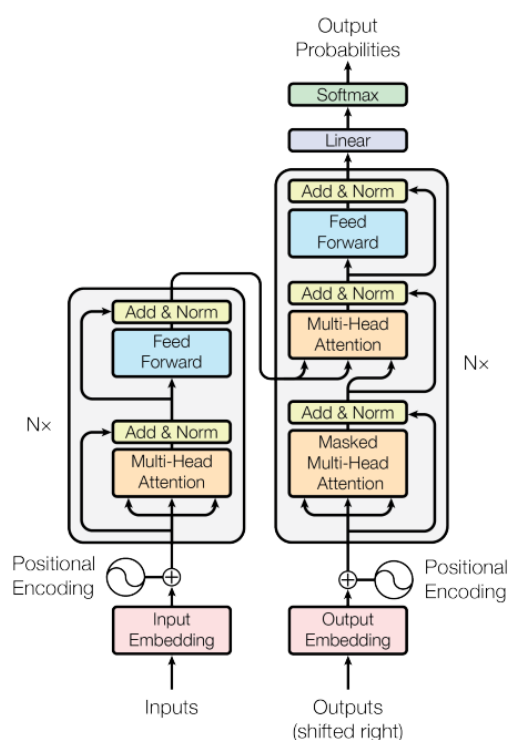 Output
Probabilities
Softmax
Linear
Add & Norm
Feed
Forward
Add & Norm
Multi-Head
Attention
Add & Norm
Masked
Multi-Head
Attention
Nx
Positional
Encoding
Output
Embedding
Outputs
(shifted right)
Add & Norm
Feed
Forward
Add & Norm
Multi-Head
Attention
Nx
Positional
Encoding
Input
Embedding
Inputs